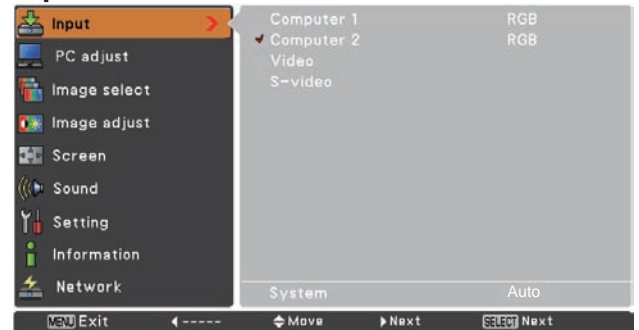 Input
PC adjust
Image select
Image adjust
Screen
Sound
Setting
Information
Network
Computer 1 RGB
Computer 2 RGB
Video
S-video
System Auto
MENU Exit ----- Move Next SELECT Next